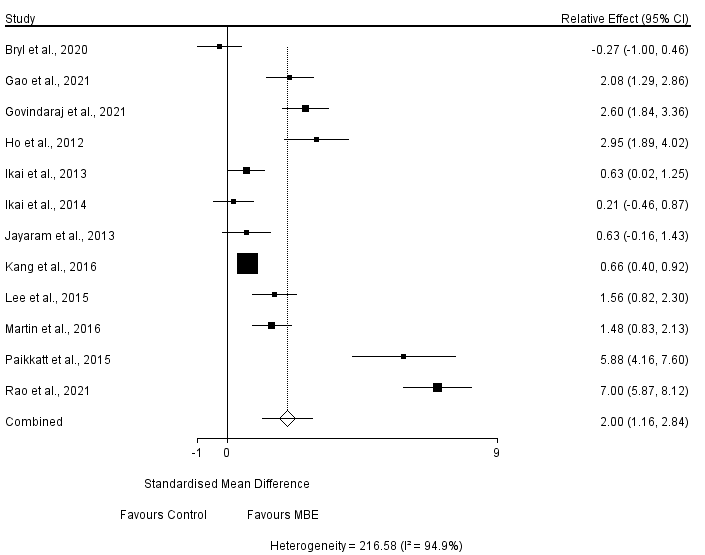 Study Relative Effect (95% CI)
Bryl et al., 2020 -0.27 (-1.00, 0.46)
Gao et al., 2021 2.08 (1.29, 2.86)
Govindaraj et al., 2021 2.60 (1.84, 3.36)
Ho et al., 2012 2.95 (1.89, 4.02)
Ikai et al., 2013 0.63 (0.02, 1.25)
Ikai et al., 2014 0.21 (-0.46, 0.87)
Jayaram et al., 2013 0.63 (-0.16, 1.43)
Kang et al., 2016 0.66 (0.40, 0.92)
Lee et al., 2015 1.56 (0.82, 2.30)
Martin et al., 2016 1.48 (0.83, 2.13)
Paikkatt et al., 2015 5.88 (4.16, 7.60)
Rao et al., 2021 7.00 (5.87, 8.12)
Combined 2.00 (1.16, 2.84)
-1 0 9
Standardised Mean Difference
Favours Control Favours MBE
Heterogeneity = 216.58 (I² = 94.9%)